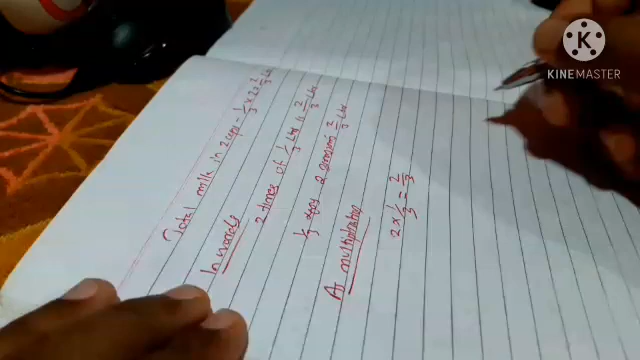 Total milk in 2 cups = 1/3 x 2 = 2/3 Ltr
In words
2 times of 1/3 Ltr is 2/3 Ltr
1/3 2 2/3 Ltr
As multiplication
2 x 1/3 = 2/3
KINEMASTER